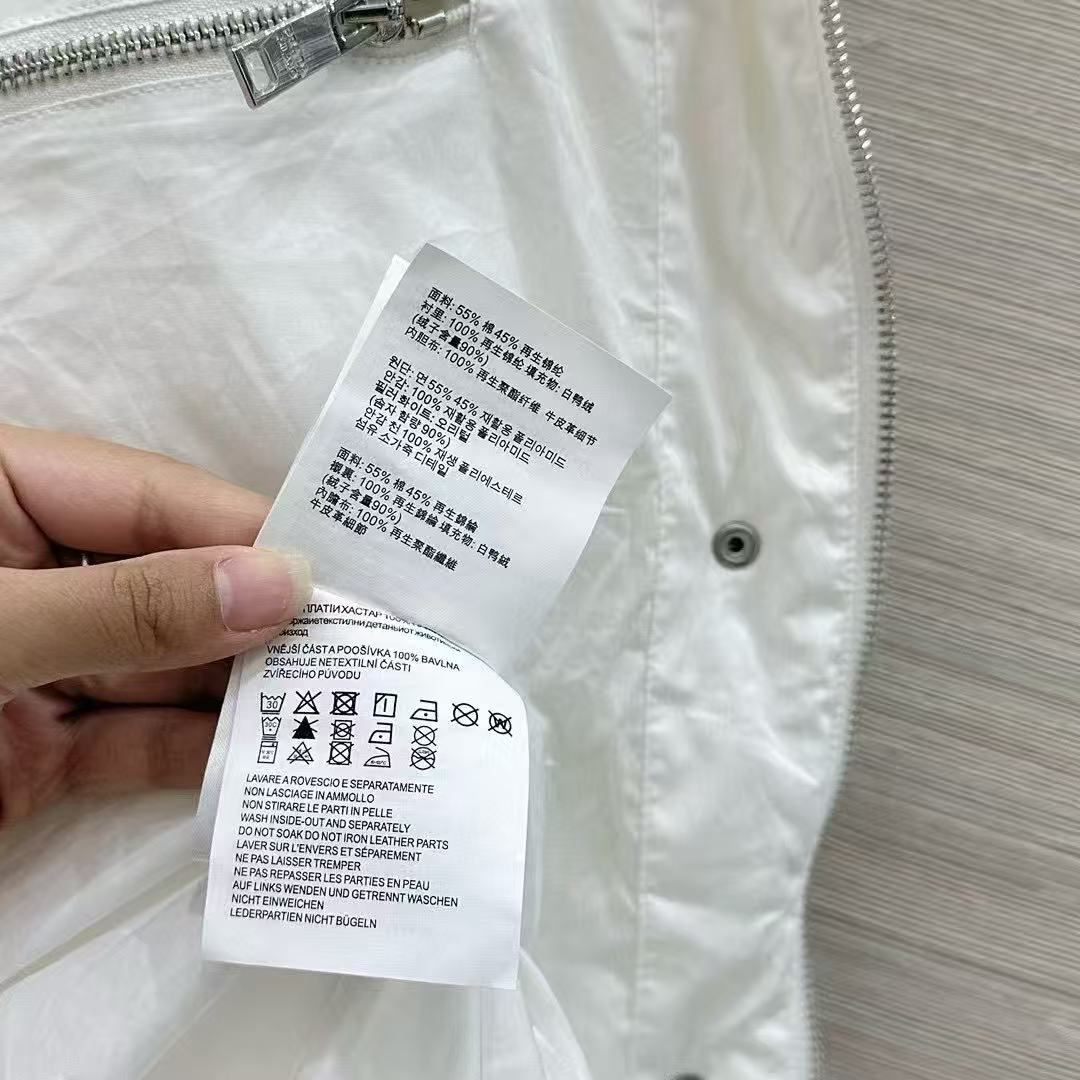 面料: 55% 棉 45% 再生锦纶
衬里: 100% 再生锦纶 填充物: 白鸭绒
(绒子含量90%)
内胆布: 100% 再生聚酯纤维 牛皮革细节
원단: 면 55% 45% 재활용 폴리아미드
안감: 100% 재활용 폴리아미드
필러 화이트: 오리털
(솜자 함량 90%)
안감 천 100% 재생 폴리에스테르
섬유 소가죽 디테일
面料: 55% 棉 45% 再生錦綸
襯裏: 100% 再生錦綸 填充物: 白鴨絨
(絨子含量90%)
內膽布: 100% 再生聚酯纖維
牛皮革細節
ПЛАТ И ХАСТАР 100%
VNĚJŠÍ ČÁST A POOŠÍVKA 100% BAVLNA
OBSAHUJE NETEXTILNÍ ČÁSTI
ZVÍŘECÍHO PÚVODU
30 W
30C
LAVARE A ROVESCIO E SEPARATAMENTE
NON LASCIAGE IN AMMOLLO
NON STIRARE LE PARTI IN PELLE
WASH INSIDE-OUT AND SEPARATELY
DO NOT SOAK DO NOT IRON LEATHER PARTS
LAVER SUR L'ENVERS ET SÉPAREMENT
NE PAS LAISSER TREMPER
NE PAS REPASSER LES PARTIES EN PEAU
AUF LINKS WENDEN UND GETRENNT WASCHEN
NICHT EINWEICHEN
LEDERPARTIEN NICHT BÜGELN